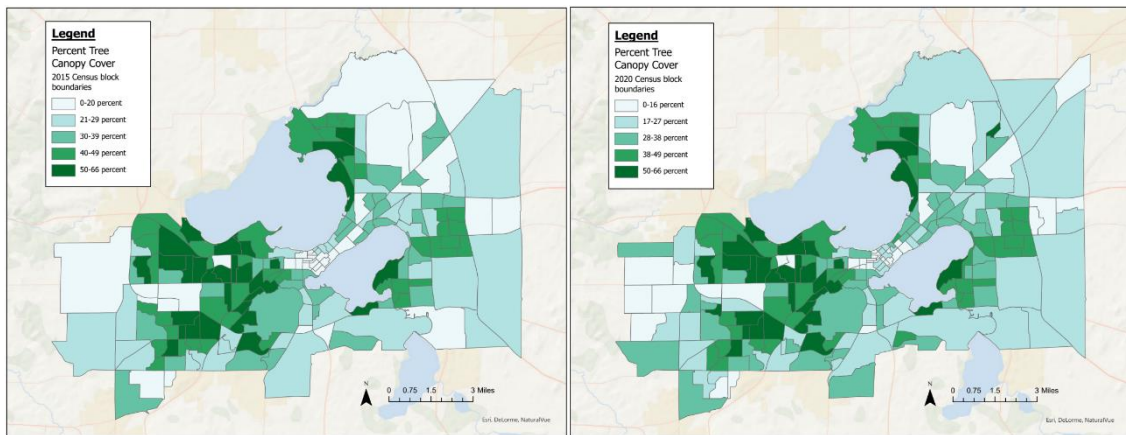 Legend
Percent Tree
Canopy Cover
2015 Census block
boundaries
0-20 percent
21-29 percent
30-39 percent
40-49 percent
50-66 percent
N
0 0.75 1.5 3 Miles
Esri, DeLorme, NaturalVue
Legend
Percent Tree
Canopy Cover
2020 Census block
boundaries
0-16 percent
17-27 percent
28-38 percent
38-49 percent
50-66 percent
N
0 0.75 1.5 3 Miles
Esri, DeLorme, NaturalVue